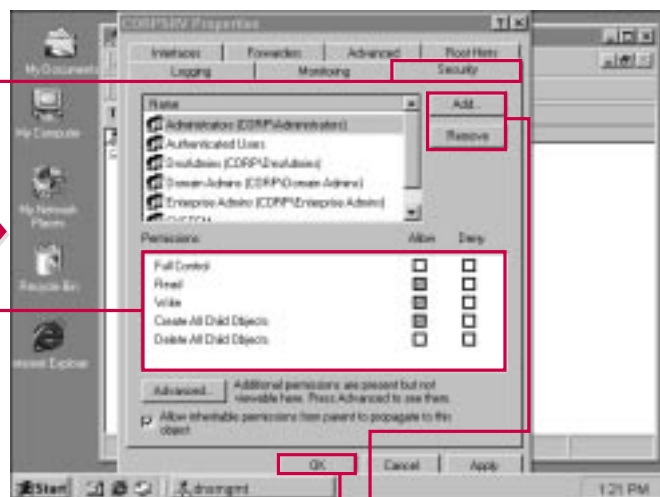 CORPSRV Properties
My Documents
My Computer
My Network Places
Recycle Bin
Internet Explorer
Interfaces Forwarders Advanced Root Hints
Logging Monitoring Security
Name
Administrators (CORP\Administrators)
Authenticated Users
DnsAdmins (CORP\DnsAdmins)
Domain Admins (CORP\Domain Admins)
Enterprise Admins (CORP\Enterprise Admins)
SYSTEM
Add...
Remove
Permissions: Allow Deny
Full Control
Read
Write
Create All Child Objects
Delete All Child Objects
Advanced... Additional permissions are present but not
viewable here. Press Advanced to see them.
Allow inheritable permissions from parent to propagate to this
object
OK Cancel Apply
Start dnsmgmt 1:21 PM